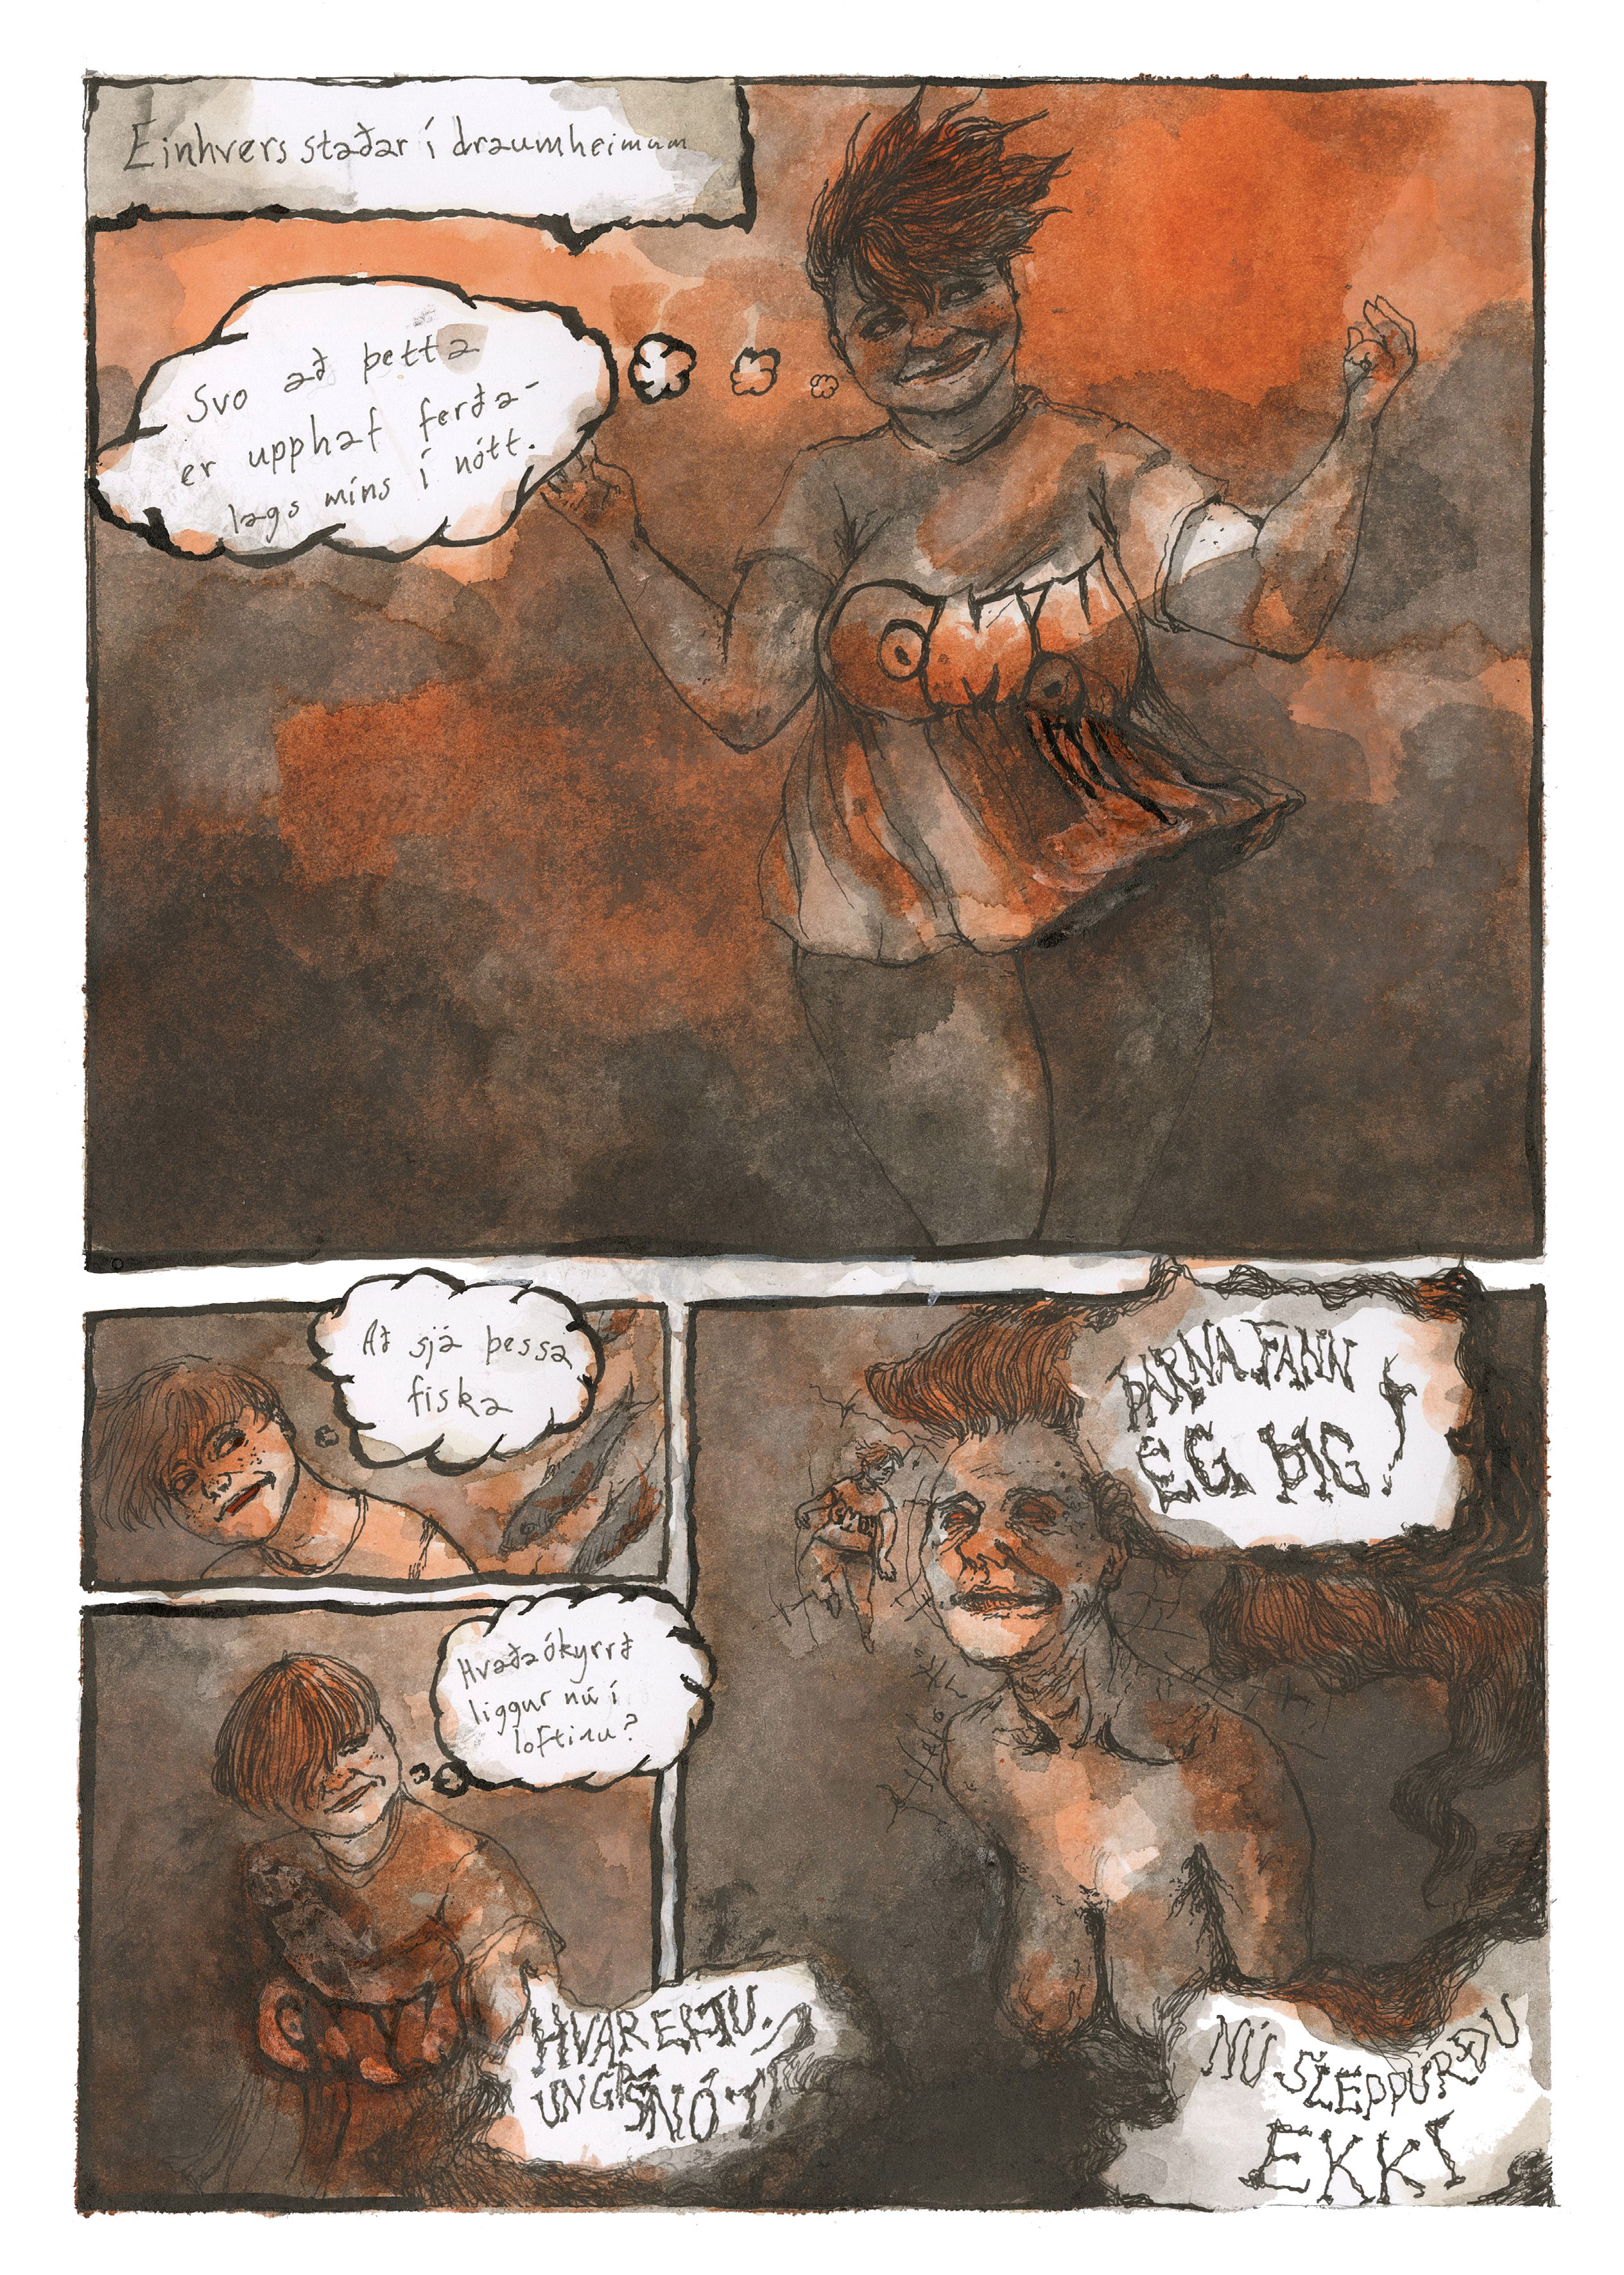 Einhvers staðar í draumheimum
Svo að þetta
er upphaf ferða-
lags míns í nótt.
Að sjá þessa
fiska
Hvaða ókyrrð
liggur nú í
loftinu?
HVAR ERTU,
UNGA SNÓT!
ÞARNA FANN
ÉG ÞIG!
NÚ SLEPPURÐU
EKKI